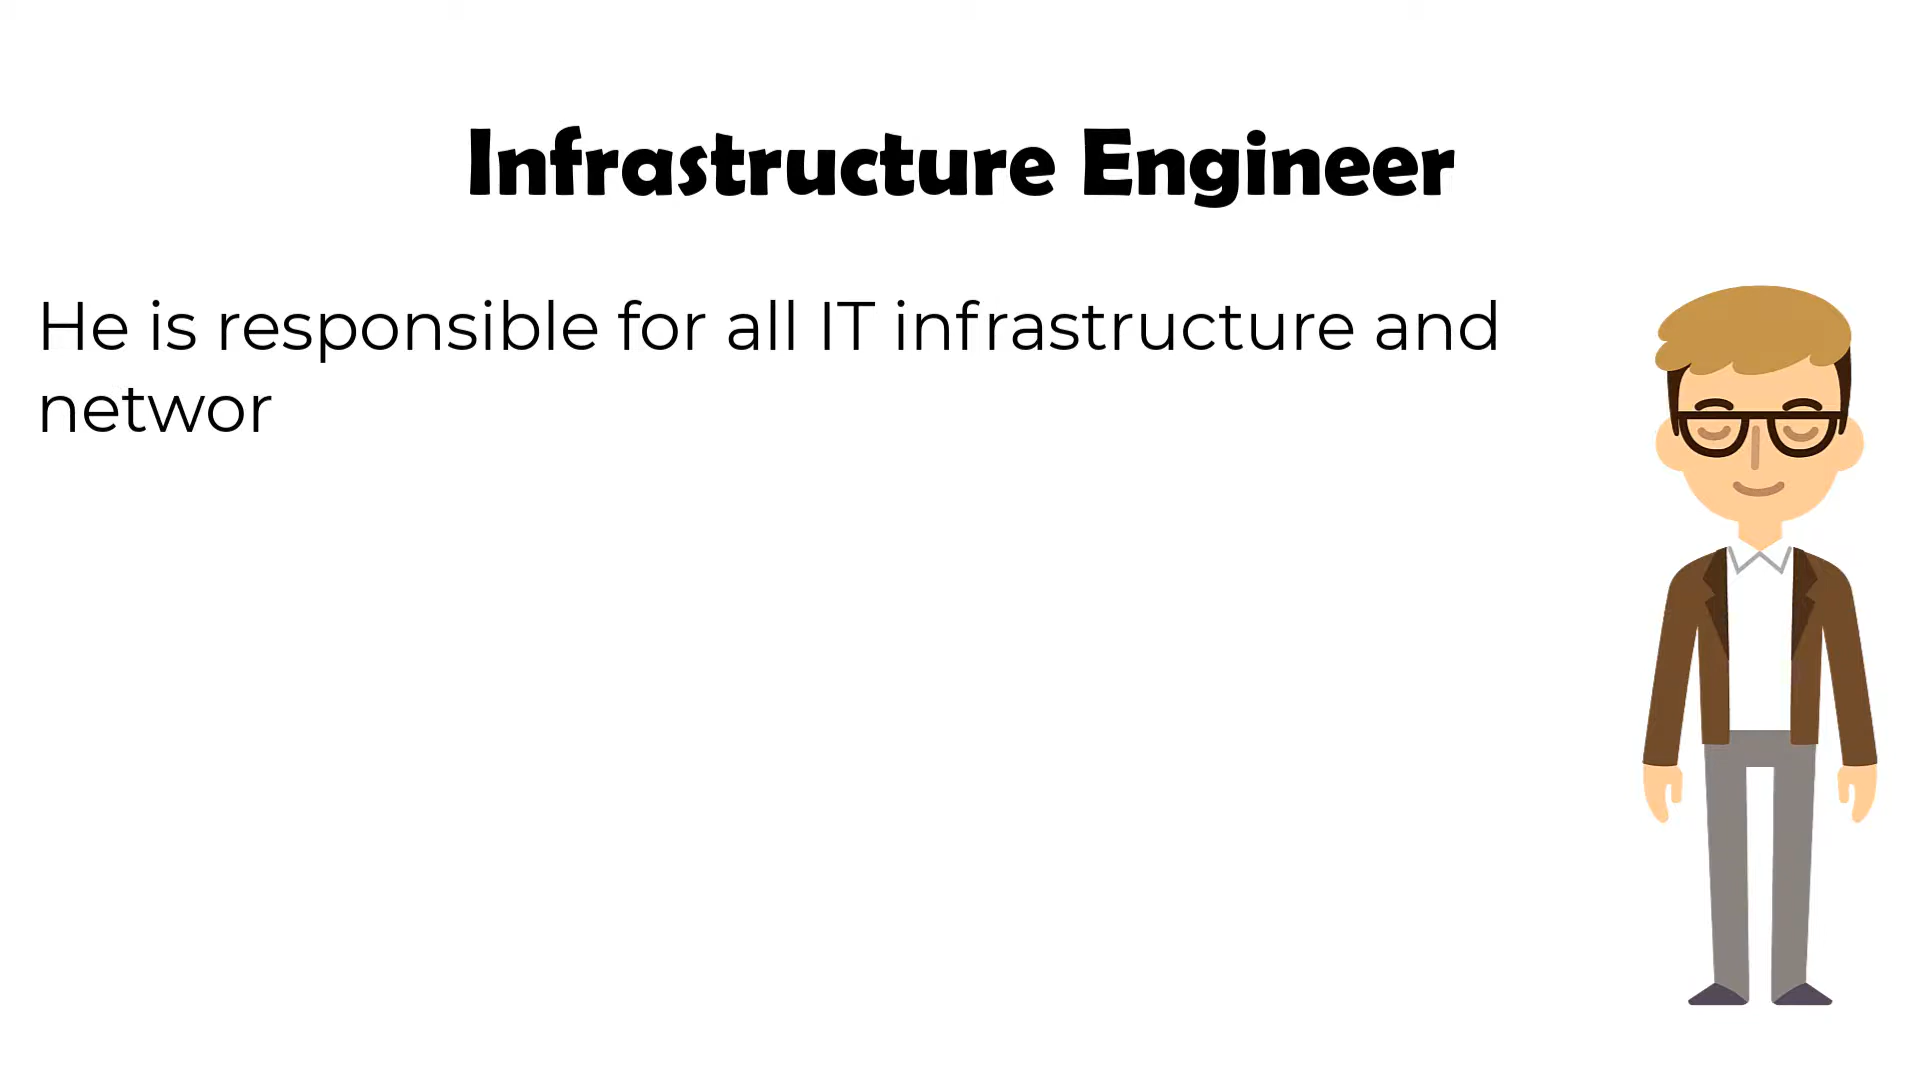 Infrastructure Engineer
He is responsible for all IT infrastructure and
networ